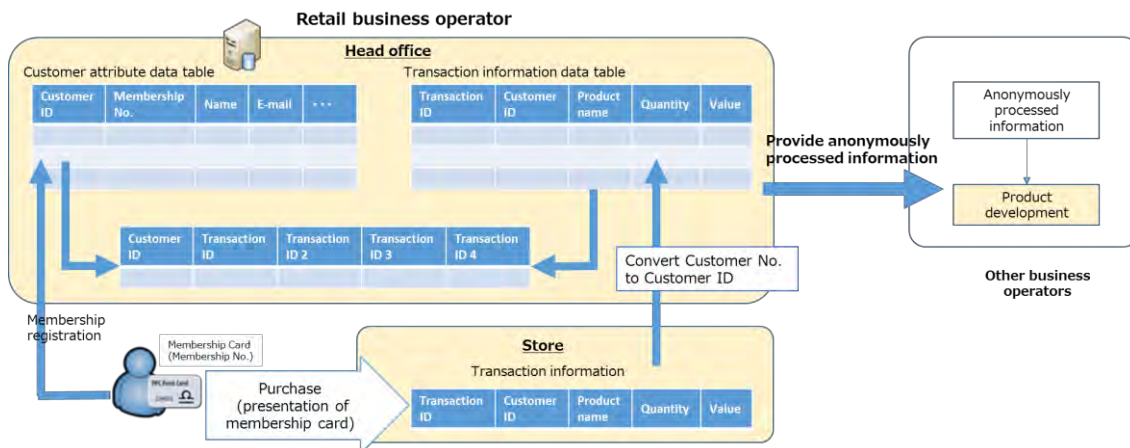 Retail business operator
Head office
Customer attribute data table
Customer ID
Membership No.
Name
E-mail
・・・
Transaction information data table
Transaction ID
Customer ID
Product name
Quantity
Value
Customer ID
Transaction ID
Transaction ID 2
Transaction ID 3
Transaction ID 4
Convert Customer No.
to Customer ID
Provide anonymously
processed information
Anonymously
processed
information
Product
development
Other business
operators
Membership
registration
Membership Card
(Membership No.)
Purchase
(presentation of
membership card)
Store
Transaction information
Transaction ID
Customer ID
Product name
Quantity
Value